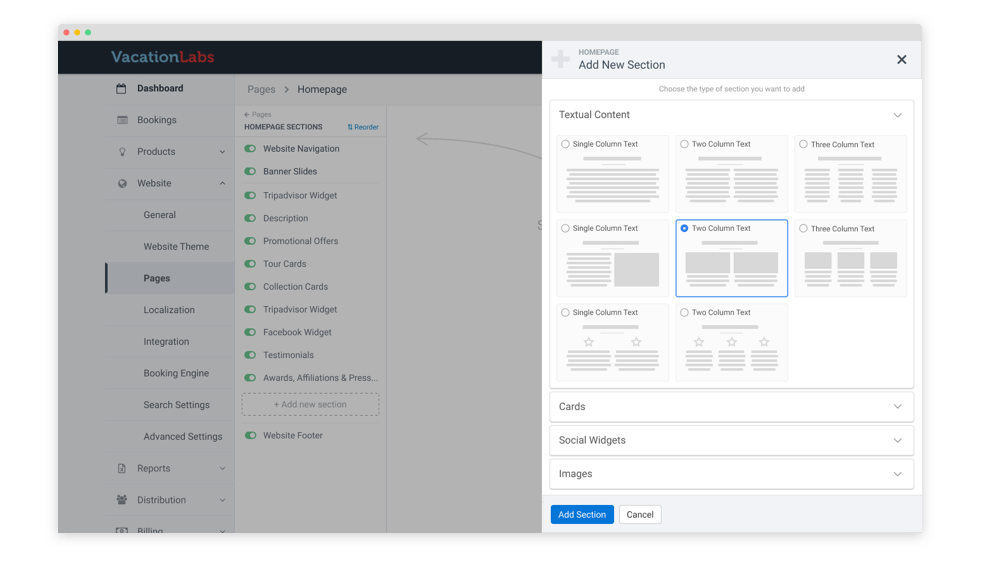 VacationLabs
Dashboard
Bookings
Products
Website
General
Website Theme
Pages
Localization
Integration
Booking Engine
Search Settings
Advanced Settings
Reports
Distribution
Billing
Pages > Homepage
← Pages
HOMEPAGE SECTIONS
Reorder
Website Navigation
Banner Slides
Tripadvisor Widget
Description
Promotional Offers
Tour Cards
Collection Cards
Tripadvisor Widget
Facebook Widget
Testimonials
Awards, Affiliations & Press...
+ Add new section
Website Footer
S
HOMEPAGE
Add New Section
Choose the type of section you want to add
Textual Content
Single Column Text
Two Column Text
Three Column Text
Single Column Text
Two Column Text
Three Column Text
Single Column Text
Two Column Text
Cards
Social Widgets
Images
Add Section
Cancel